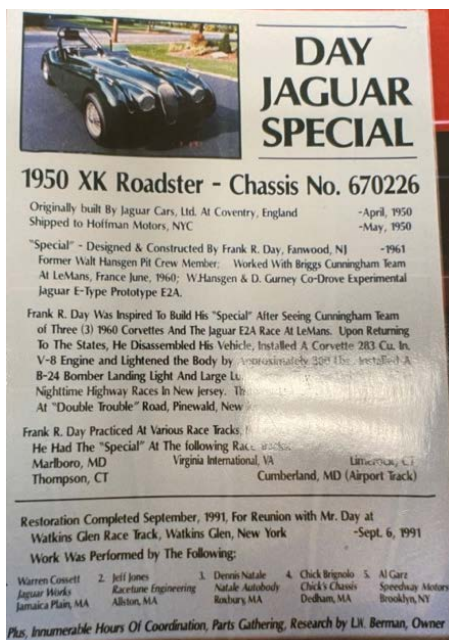 DAY
JAGUAR
SPECIAL
1950 XK Roadster - Chassis No. 670226
Originally built By Jaguar Cars, Ltd. At Coventry, England -April, 1950
Shipped to Hoffman Motors, NYC -May, 1950
"Special" - Designed & Constructed By Frank R. Day, Fanwood, NJ -1961
Former Walt Hansgen Pit Crew Member; Worked With Briggs Cunningham Team
At LeMans, France June, 1960; W.Hansgen & D. Gurney Co-Drove Experimental
Jaguar E-Type Prototype E2A.
Frank R. Day Was Inspired To Build His "Special" After Seeing Cunningham Team
of Three (3) 1960 Corvettes And The Jaguar E2A Race At LeMans. Upon Returning
To The States, He Disassembled His Vehicle, Installed A Corvette 283 Cu. In.
V-8 Engine and Lightened the Body by Approximately 300 Lbs. Installed A
B-24 Bomber Landing Light And Large
Nighttime Highway Races In New Jersey.
At "Double Trouble" Road, Pinewald, New
Frank R. Day Practiced At Various Race Tracks,
He Had The "Special" At The following Race Tracks:
Marlboro, MD Virginia International, VA
Thompson, CT Cumberland, MD (Airport Track)
Restoration Completed September, 1991, For Reunion with Mr. Day at
Watkins Glen Race Track, Watkins Glen, New York -Sept. 6, 1991
Work Was Performed By The Following:
Warren Cossett 2. Jeff Jones 3. Dennis Natale 4. Chick Brignolo 5. Al Garz
Jaguar Works Racetune Engineering Natale Autobody Chick's Chassis Speedway Motors
Jamaica Plain, MA Allston, MA Roxbury, MA Dedham, MA Brooklyn, NY
Plus, Innumerable Hours Of Coordination, Parts Gathering, Research by L.W. Berman, Owner